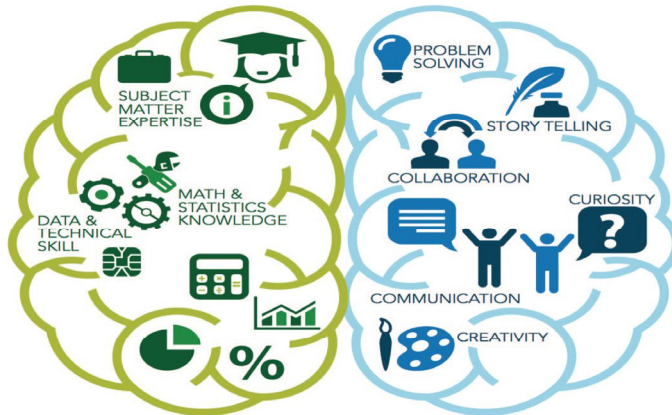 SUBJECT
MATTER
EXPERTISE
i
MATH &
STATISTICS
KNOWLEDGE
DATA &
TECHNICAL
SKILL
%
PROBLEM
SOLVING
STORY TELLING
COLLABORATION
CURIOSITY
?
COMMUNICATION
CREATIVITY